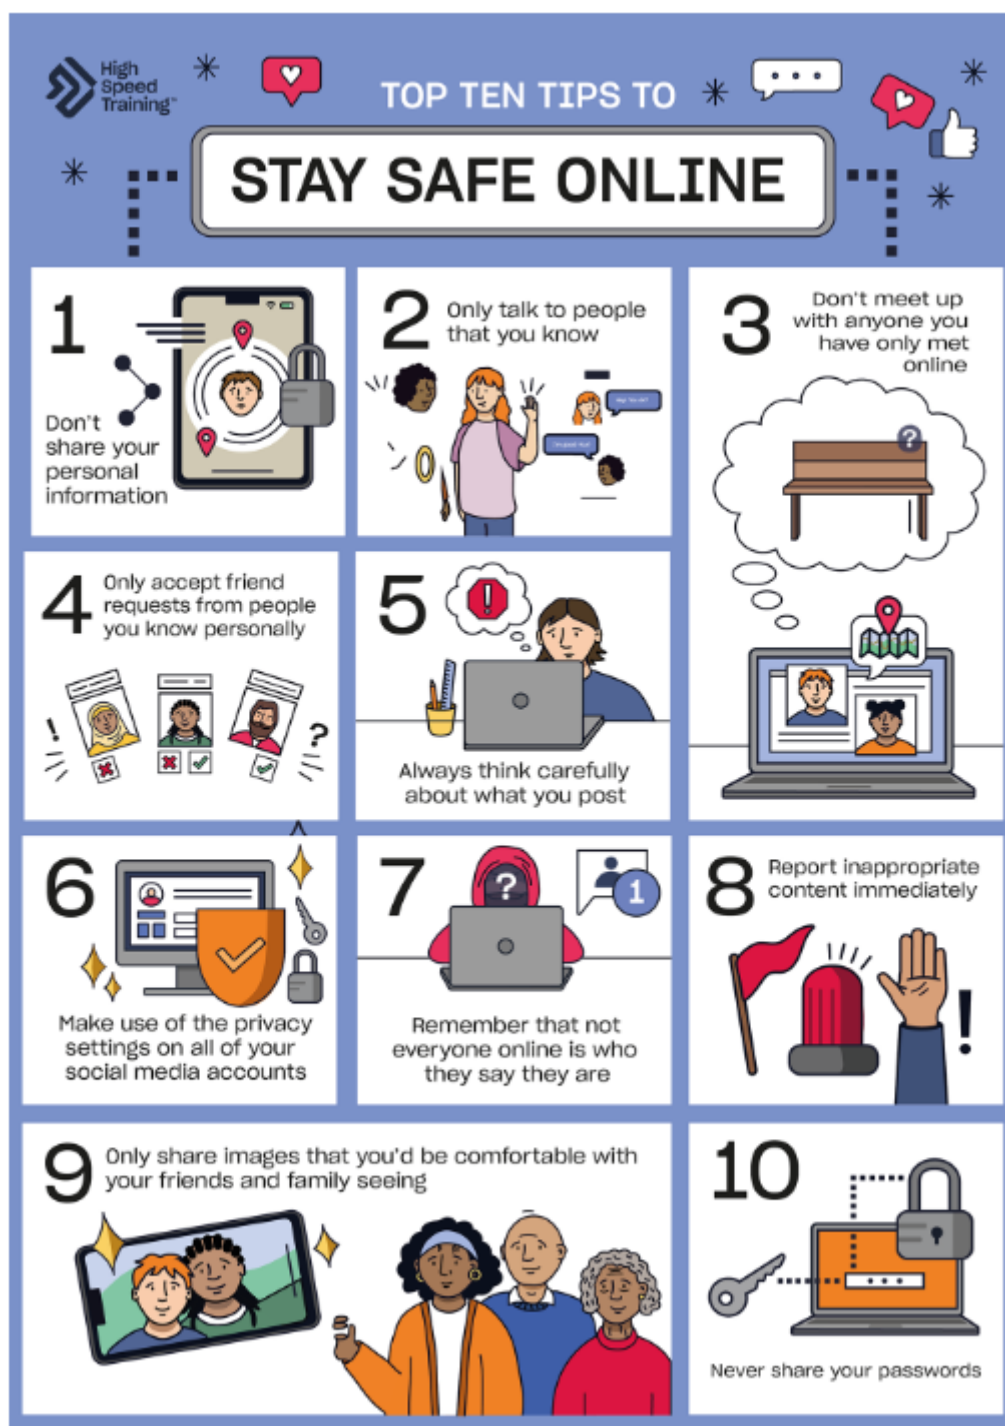 High
Speed
Training™
TOP TEN TIPS TO
STAY SAFE ONLINE
1
Don't
share your
personal
information
2
Only talk to people
that you know
3
Don't meet up
with anyone you
have only met
online
?
4
Only accept friend
requests from people
you know personally
!
?
5
!
Always think carefully
about what you post
6
Make use of the privacy
settings on all of your
social media accounts
7
?
1
Remember that not
everyone online is who
they say they are
8
Report inappropriate
content immediately
!
9
Only share images that you'd be comfortable with
your friends and family seeing
10
Never share your passwords